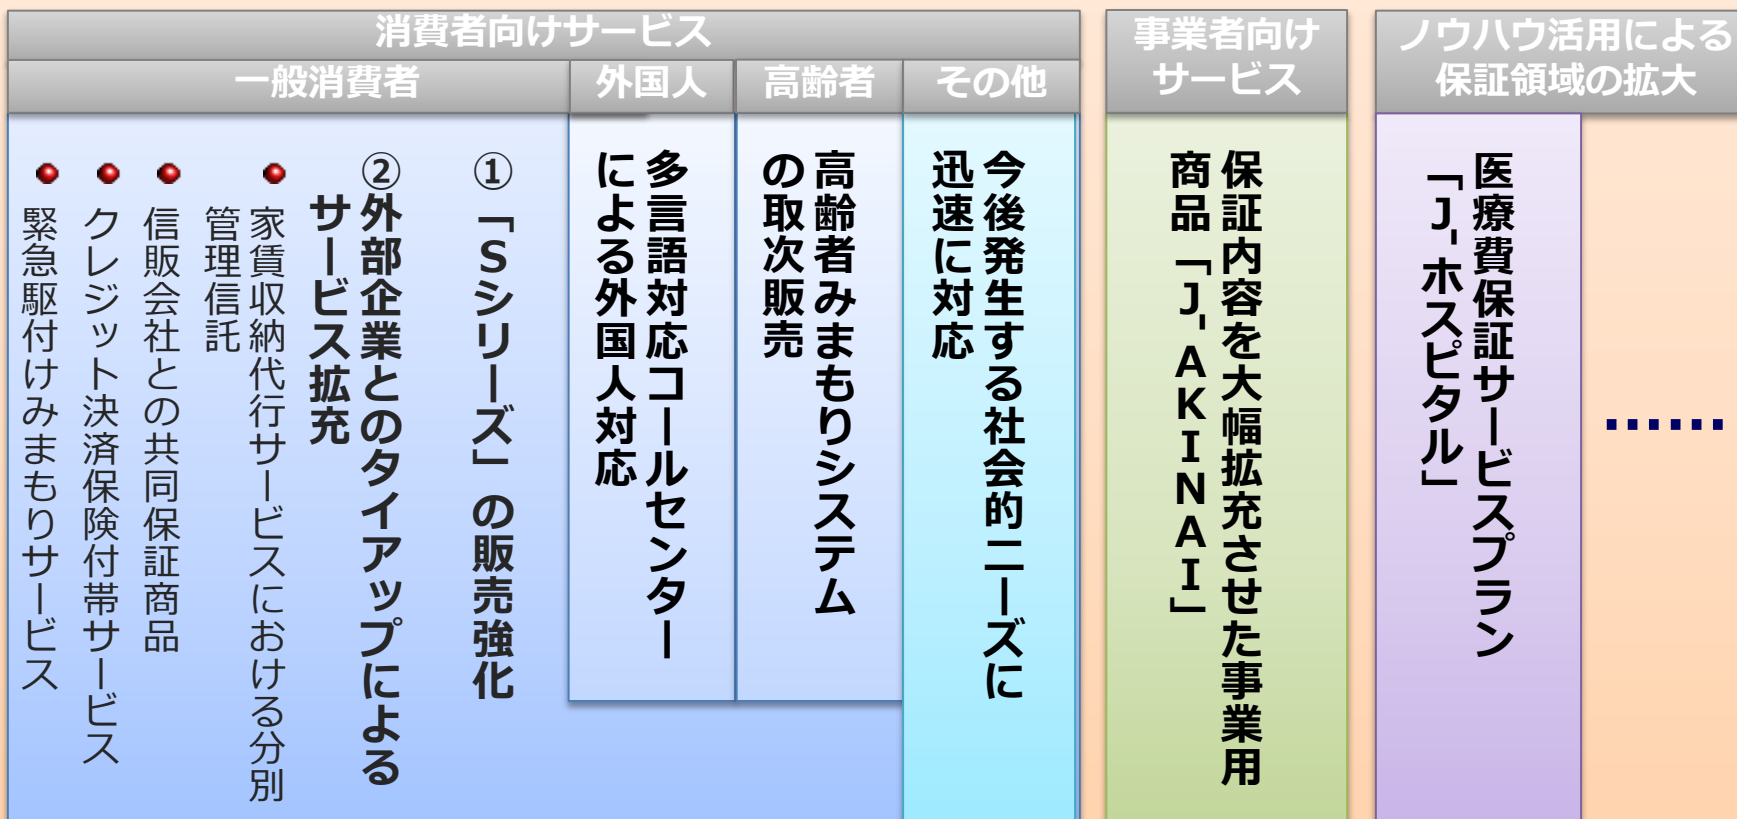 消費者向けサービス
一般消費者
①「Sシリーズ」の販売強化
②外部企業とのタイアップによる
サービス拡充
家賃収納代行サービスにおける分別
管理信託
信販会社との共同保証商品
クレジット決済保険付帯サービス
緊急駆付けみまもりサービス
外国人
多言語対応コールセンター
による外国人対応
高齢者
高齢者みまもりシステム
の取次販売
その他
今後発生する社会的ニーズに
迅速に対応
事業者向け
サービス
保証内容を大幅拡充させた事業用
商品「J-AKINAI」
ノウハウ活用による
保証領域の拡大
医療費保証サービスプラン
「J-ホスピタル」
……